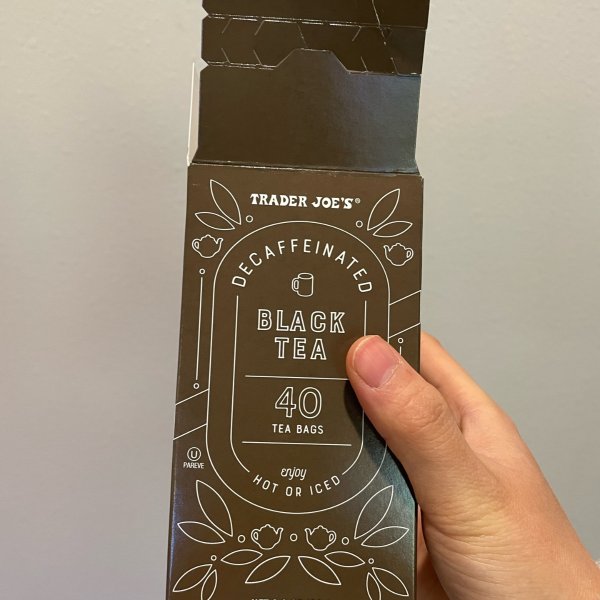 TRADER JOE'S®
DECAFFEINATED
BLACK
TEA
40
TEA BAGS
enjoy
HOT OR ICED
U
PAREVE